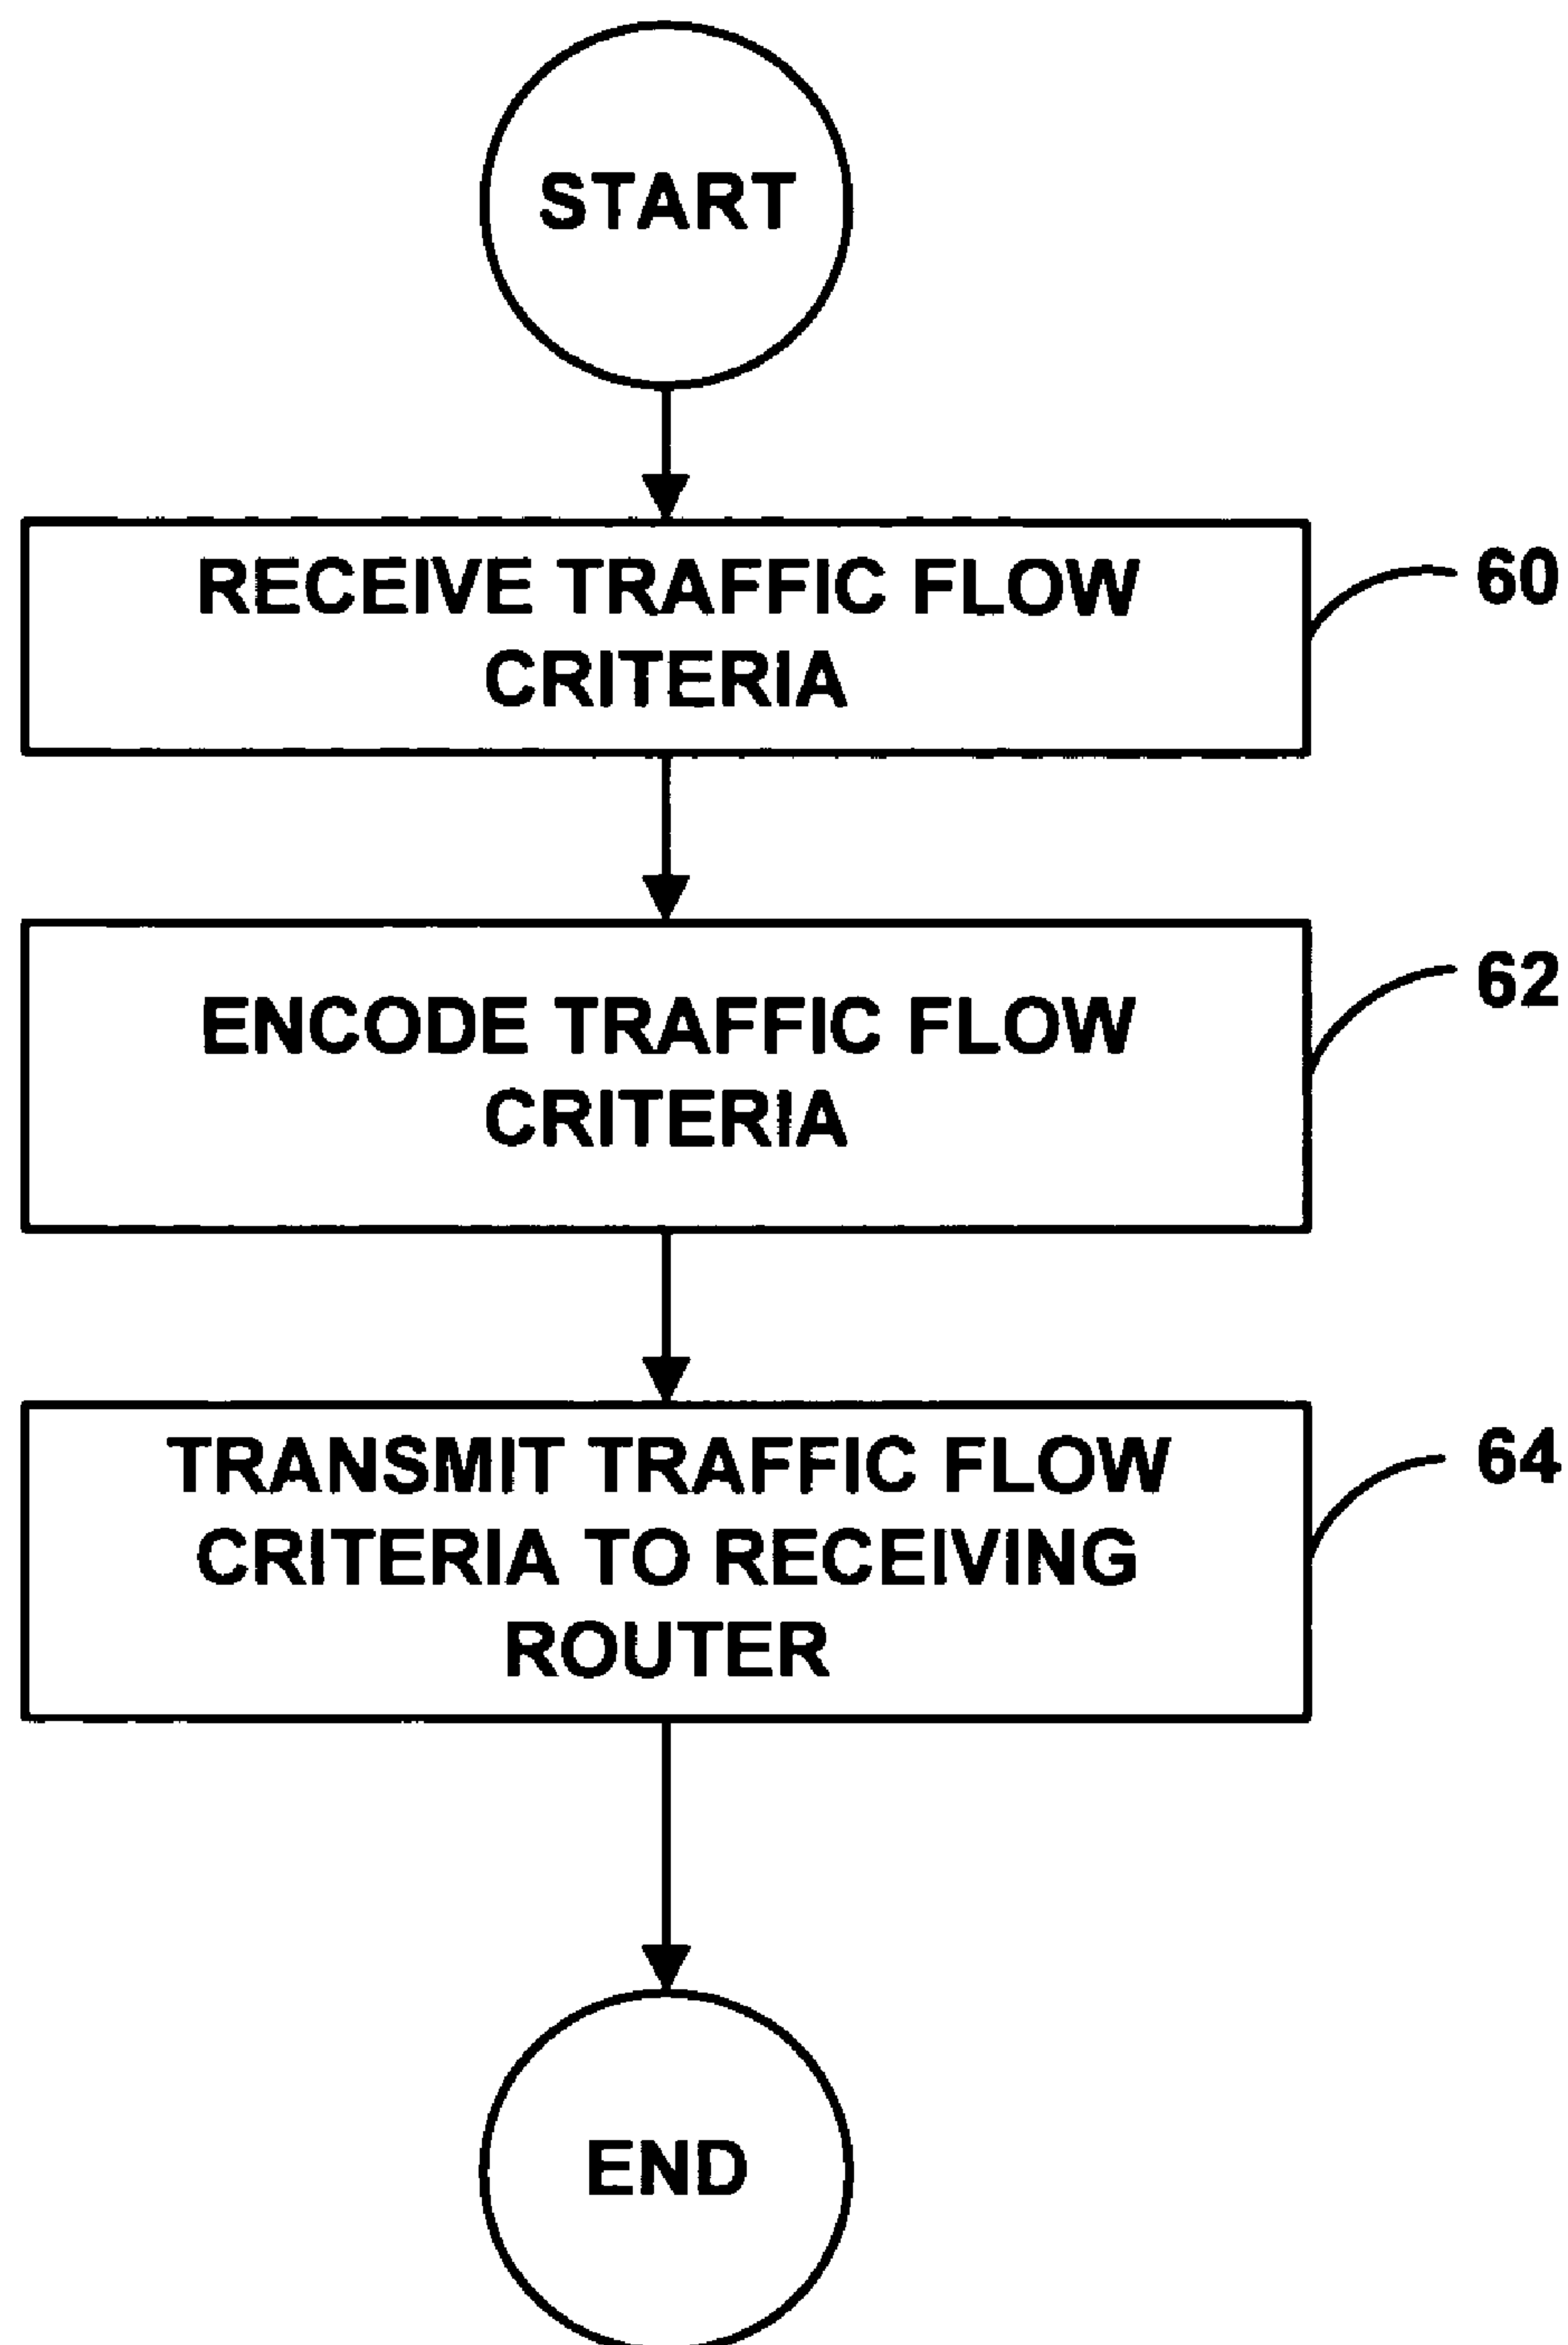 START
RECEIVE TRAFFIC FLOW
CRITERIA
60
ENCODE TRAFFIC FLOW
CRITERIA
62
TRANSMIT TRAFFIC FLOW
CRITERIA TO RECEIVING
ROUTER
64
END